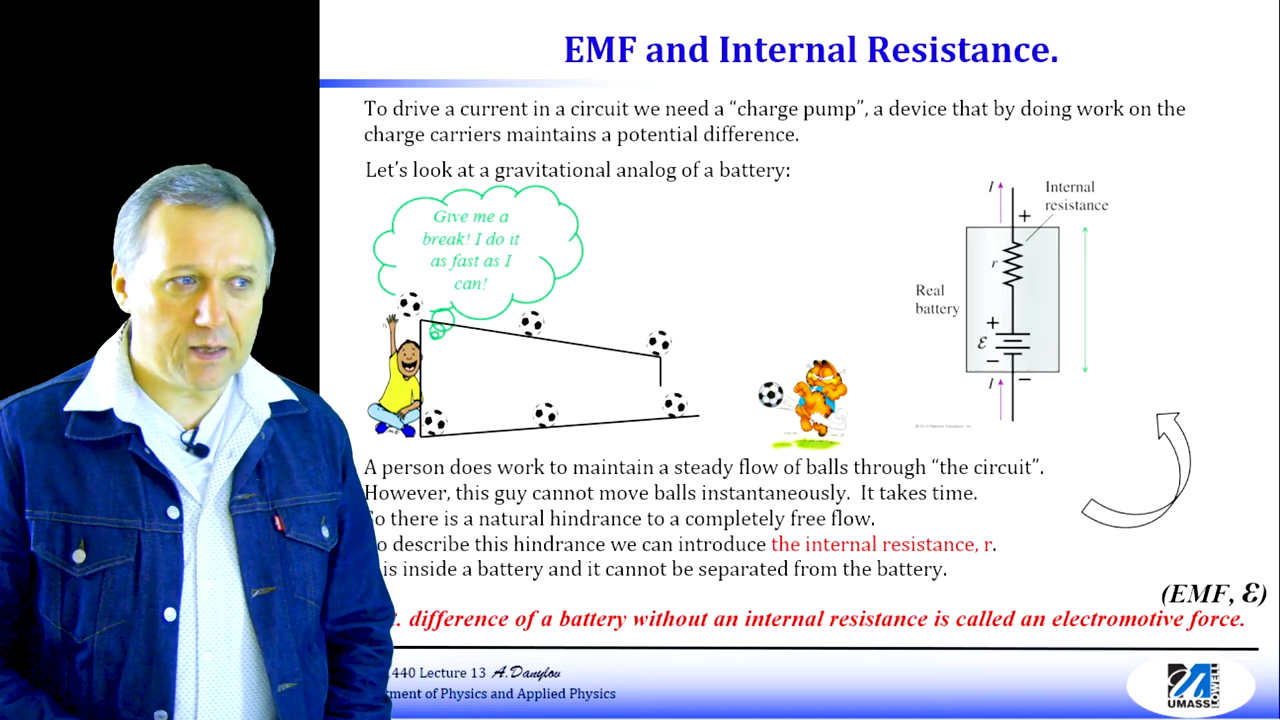 EMF and Internal Resistance.
To drive a current in a circuit we need a “charge pump”, a device that by doing work on the
charge carriers maintains a potential difference.
Let’s look at a gravitational analog of a battery:
Give me a
break! I do it
as fast as I
can!
I
Internal
resistance
+
r
Real
battery
+
ε
−
I
−
A person does work to maintain a steady flow of balls through “the circuit”.
However, this guy cannot move balls instantaneously. It takes time.
there is a natural hindrance to a completely free flow.
describe this hindrance we can introduce the internal resistance, r.
is inside a battery and it cannot be separated from the battery.
(EMF, ε)
difference of a battery without an internal resistance is called an electromotive force.
440 Lecture 13 A. Danylov
of Physics and Applied Physics
UMASS
LOWELL